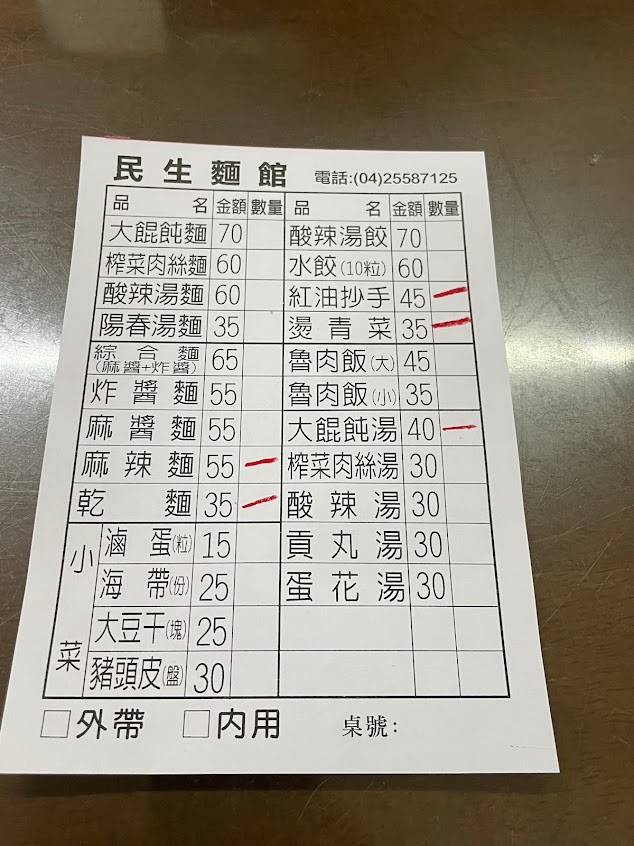 民生麵館 電話:(04)25587125
品名 金額 數量 品名 金額 數量
大餛飩麵 70 酸辣湯餃 70
榨菜肉絲麵 60 水餃(10粒) 60
酸辣湯麵 60 紅油抄手 45 一
陽春湯麵 35 燙青菜 35 一
綜合麵(麻醬+炸醬) 65 魯肉飯(大) 45
炸醬麵 55 魯肉飯(小) 35
麻醬麵 55 大餛飩湯 40 一
麻辣麵 55 一 榨菜肉絲湯 30
乾麵 35 一 酸辣湯 30
小菜 滷蛋(粒) 15 貢丸湯 30
海帶(份) 25 蛋花湯 30
大豆干(塊) 25
豬頭皮(盤) 30
□外帶 □內用 桌號: